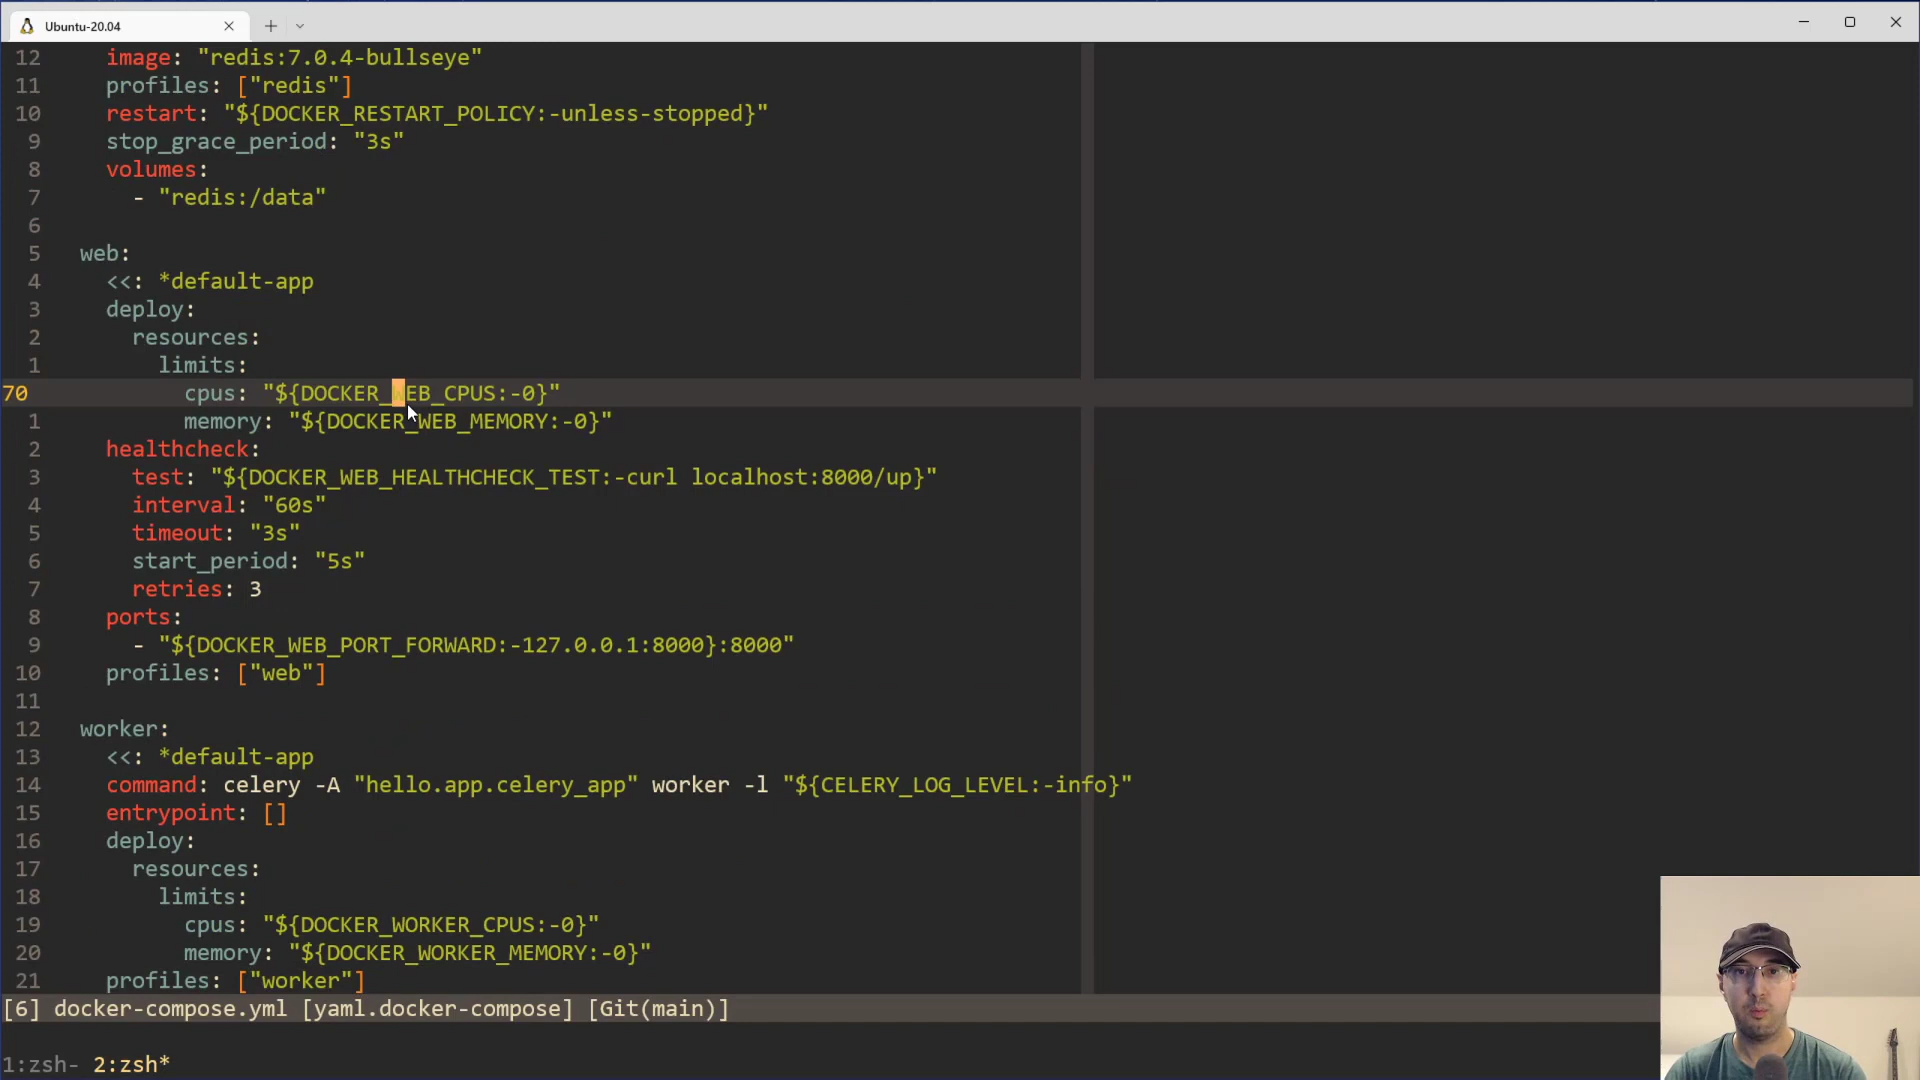 Ubuntu-20.04
12 image: "redis:7.0.4-bullseye"
11 profiles: ["redis"]
10 restart: "${DOCKER_RESTART_POLICY:-unless-stopped}"
9 stop_grace_period: "3s"
8 volumes:
7 - "redis:/data"
6
5 web:
4 <<: *default-app
3 deploy:
2 resources:
1 limits:
70 cpus: "${DOCKER_WEB_CPUS:-0}"
1 memory: "${DOCKER_WEB_MEMORY:-0}"
2 healthcheck:
3 test: "${DOCKER_WEB_HEALTHCHECK_TEST:-curl localhost:8000/up}"
4 interval: "60s"
5 timeout: "3s"
6 start_period: "5s"
7 retries: 3
8 ports:
9 - "${DOCKER_WEB_PORT_FORWARD:-127.0.0.1:8000}:8000"
10 profiles: ["web"]
11
12 worker:
13 <<: *default-app
14 command: celery -A "hello.app.celery_app" worker -l "${CELERY_LOG_LEVEL:-info}"
15 entrypoint: []
16 deploy:
17 resources:
18 limits:
19 cpus: "${DOCKER_WORKER_CPUS:-0}"
20 memory: "${DOCKER_WORKER_MEMORY:-0}"
21 profiles: ["worker"]
[6] docker-compose.yml [yaml.docker-compose] [Git(main)]
1:zsh- 2:zsh*